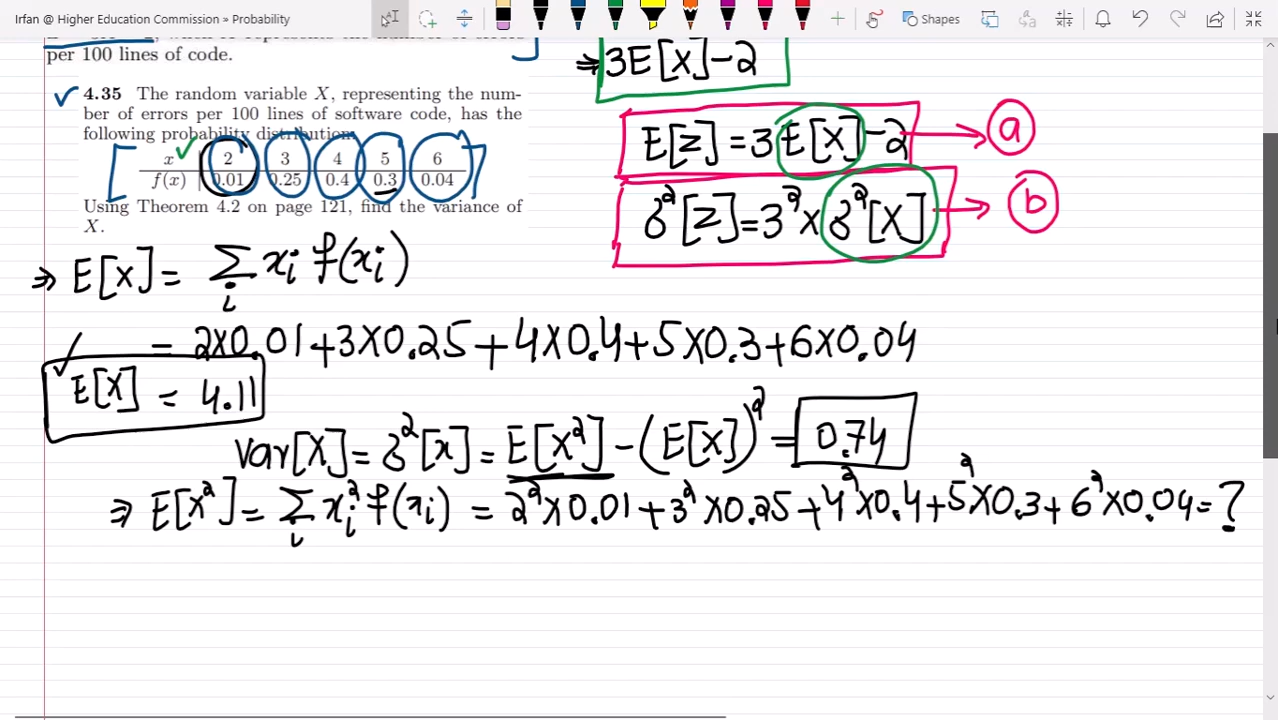 Irfan @ Higher Education Commission » Probability
Shapes
per 100 lines of code.
⇒ 3E[X]-2
4.35 The random variable X, representing the num-
ber of errors per 100 lines of software code, has the
following probability distribution:
x 2 3 4 5 6
f(x) 0.01 0.25 0.4 0.3 0.04
Using Theorem 4.2 on page 121, find the variance of
X.
E[Z] = 3E[X]-2 → a
σ²[Z] = 3² × σ²[X] → b
⇒ E[X] = Σi xi f(xi)
= 2×0.01+3×0.25+4×0.4+5×0.3+6×0.04
E[X] = 4.11
Var[X] = σ²[x] = E[X²] - (E[X])² = 0.74
⇒ E[X²] = Σi xi² f(xi) = 2²×0.01+3²×0.25+4²×0.4+5²×0.3+6²×0.04=?